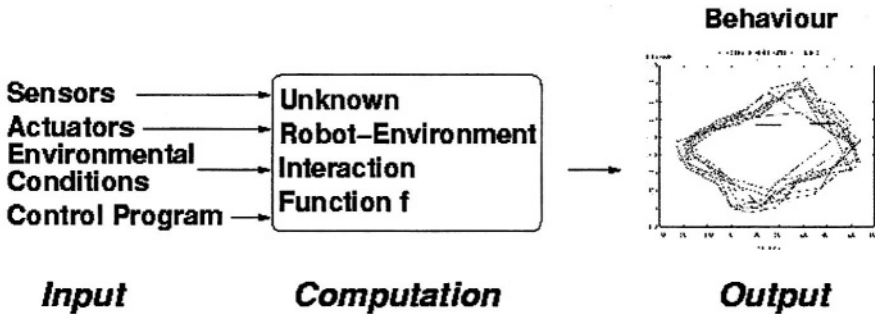 Behaviour
Sensors
Actuators
Environmental
Conditions
Control Program
Unknown
Robot-Environment
Interaction
Function f
Input
Computation
Output